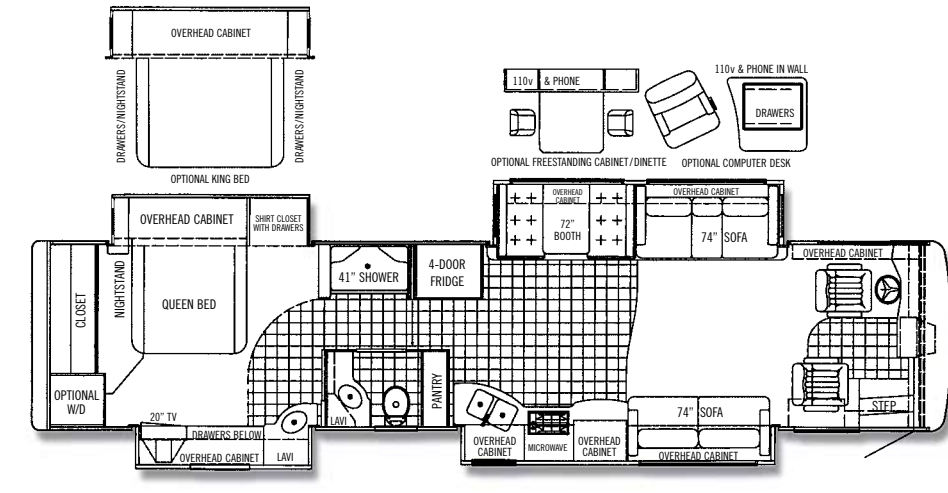 OVERHEAD CABINET
DRAWERS/NIGHTSTAND
DRAWERS/NIGHTSTAND
OPTIONAL KING BED
110v & PHONE
110v & PHONE IN WALL
DRAWERS
OPTIONAL FREESTANDING CABINET/DINETTE
OPTIONAL COMPUTER DESK
OVERHEAD CABINET
SHIRT CLOSET
WITH DRAWERS
OVERHEAD
CABINET
72” BOOTH
OVERHEAD CABINET
74” SOFA
OVERHEAD CABINET
CLOSET
NIGHTSTAND
QUEEN BED
41” SHOWER
4-DOOR
FRIDGE
OPTIONAL
W/D
20” TV
DRAWERS BELOW
OVERHEAD CABINET
LAVI
LAVI
PANTRY
OVERHEAD
CABINET
MICROWAVE
OVERHEAD
CABINET
74” SOFA
OVERHEAD CABINET
STEP